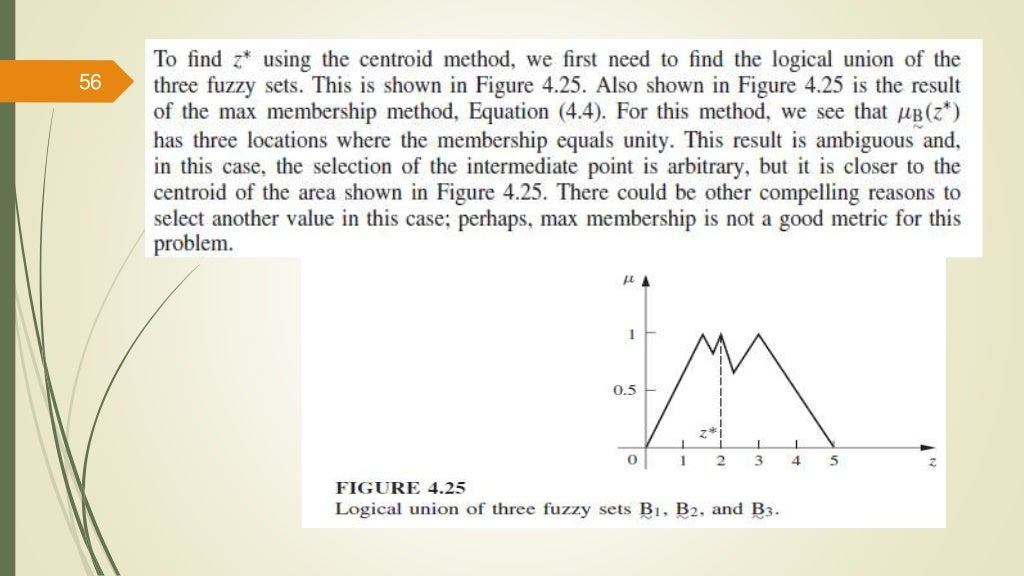 56
To find z* using the centroid method, we first need to find the logical union of the
three fuzzy sets. This is shown in Figure 4.25. Also shown in Figure 4.25 is the result
of the max membership method, Equation (4.4). For this method, we see that μB̰(z*)
has three locations where the membership equals unity. This result is ambiguous and,
in this case, the selection of the intermediate point is arbitrary, but it is closer to the
centroid of the area shown in Figure 4.25. There could be other compelling reasons to
select another value in this case; perhaps, max membership is not a good metric for this
problem.
μ
1
0.5
z*
0 1 2 3 4 5 z
FIGURE 4.25
Logical union of three fuzzy sets B̰1, B̰2, and B̰3.